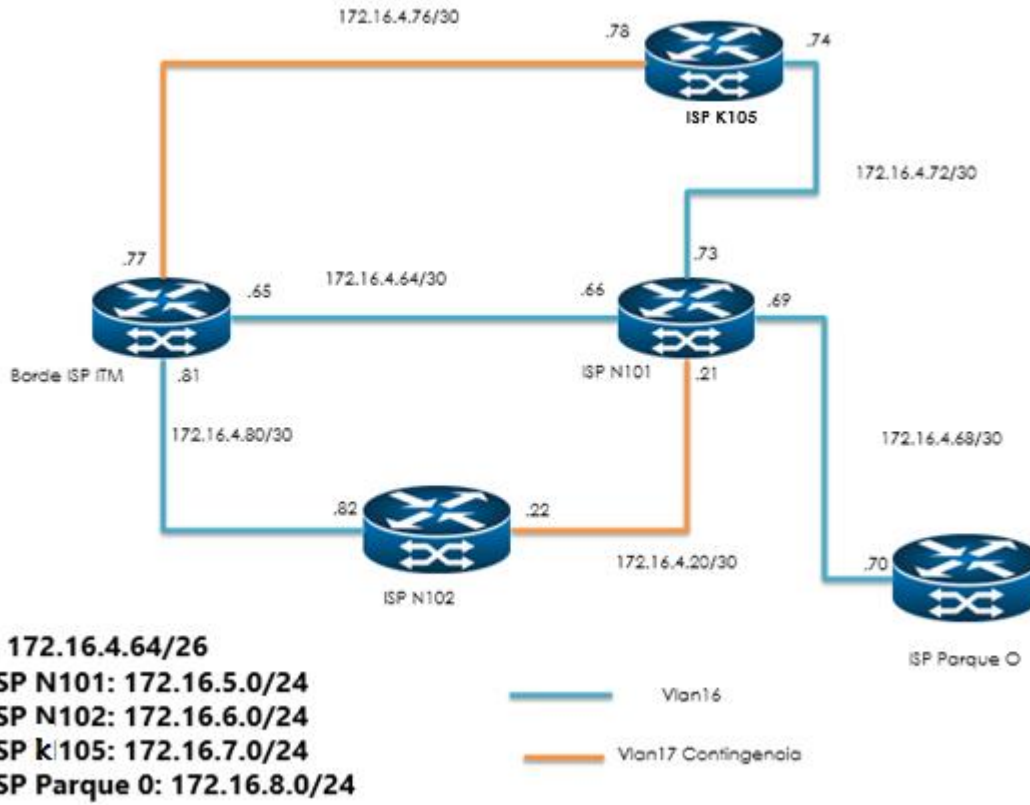 172.16.4.76/30
.78
.74
ISP K105
172.16.4.72/30
.77
.73
172.16.4.64/30
.65
.66
.69
Borde ISP ITM
.81
ISP N101
.21
172.16.4.80/30
172.16.4.68/30
.82
.22
172.16.4.20/30
.70
ISP N102
ISP Parque O
172.16.4.64/26
SP N101: 172.16.5.0/24
SP N102: 172.16.6.0/24
SP k105: 172.16.7.0/24
SP Parque 0: 172.16.8.0/24
Vlan16
Vlan17 Contingencia